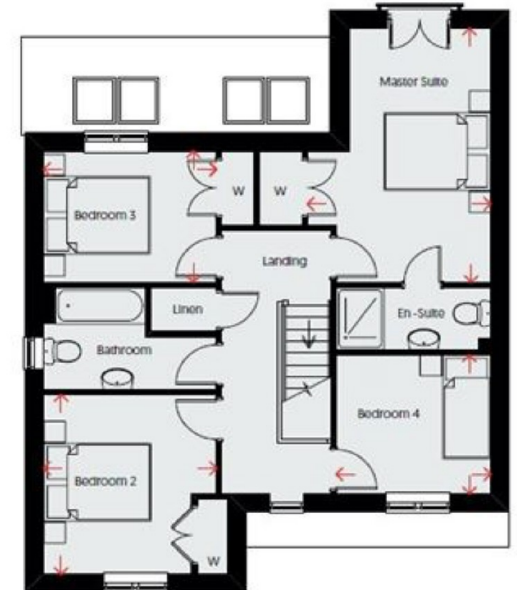 Master Suite
Bedroom 3
W
W
Landing
Linen
En-Suite
Bathroom
Bedroom 4
Bedroom 2
W